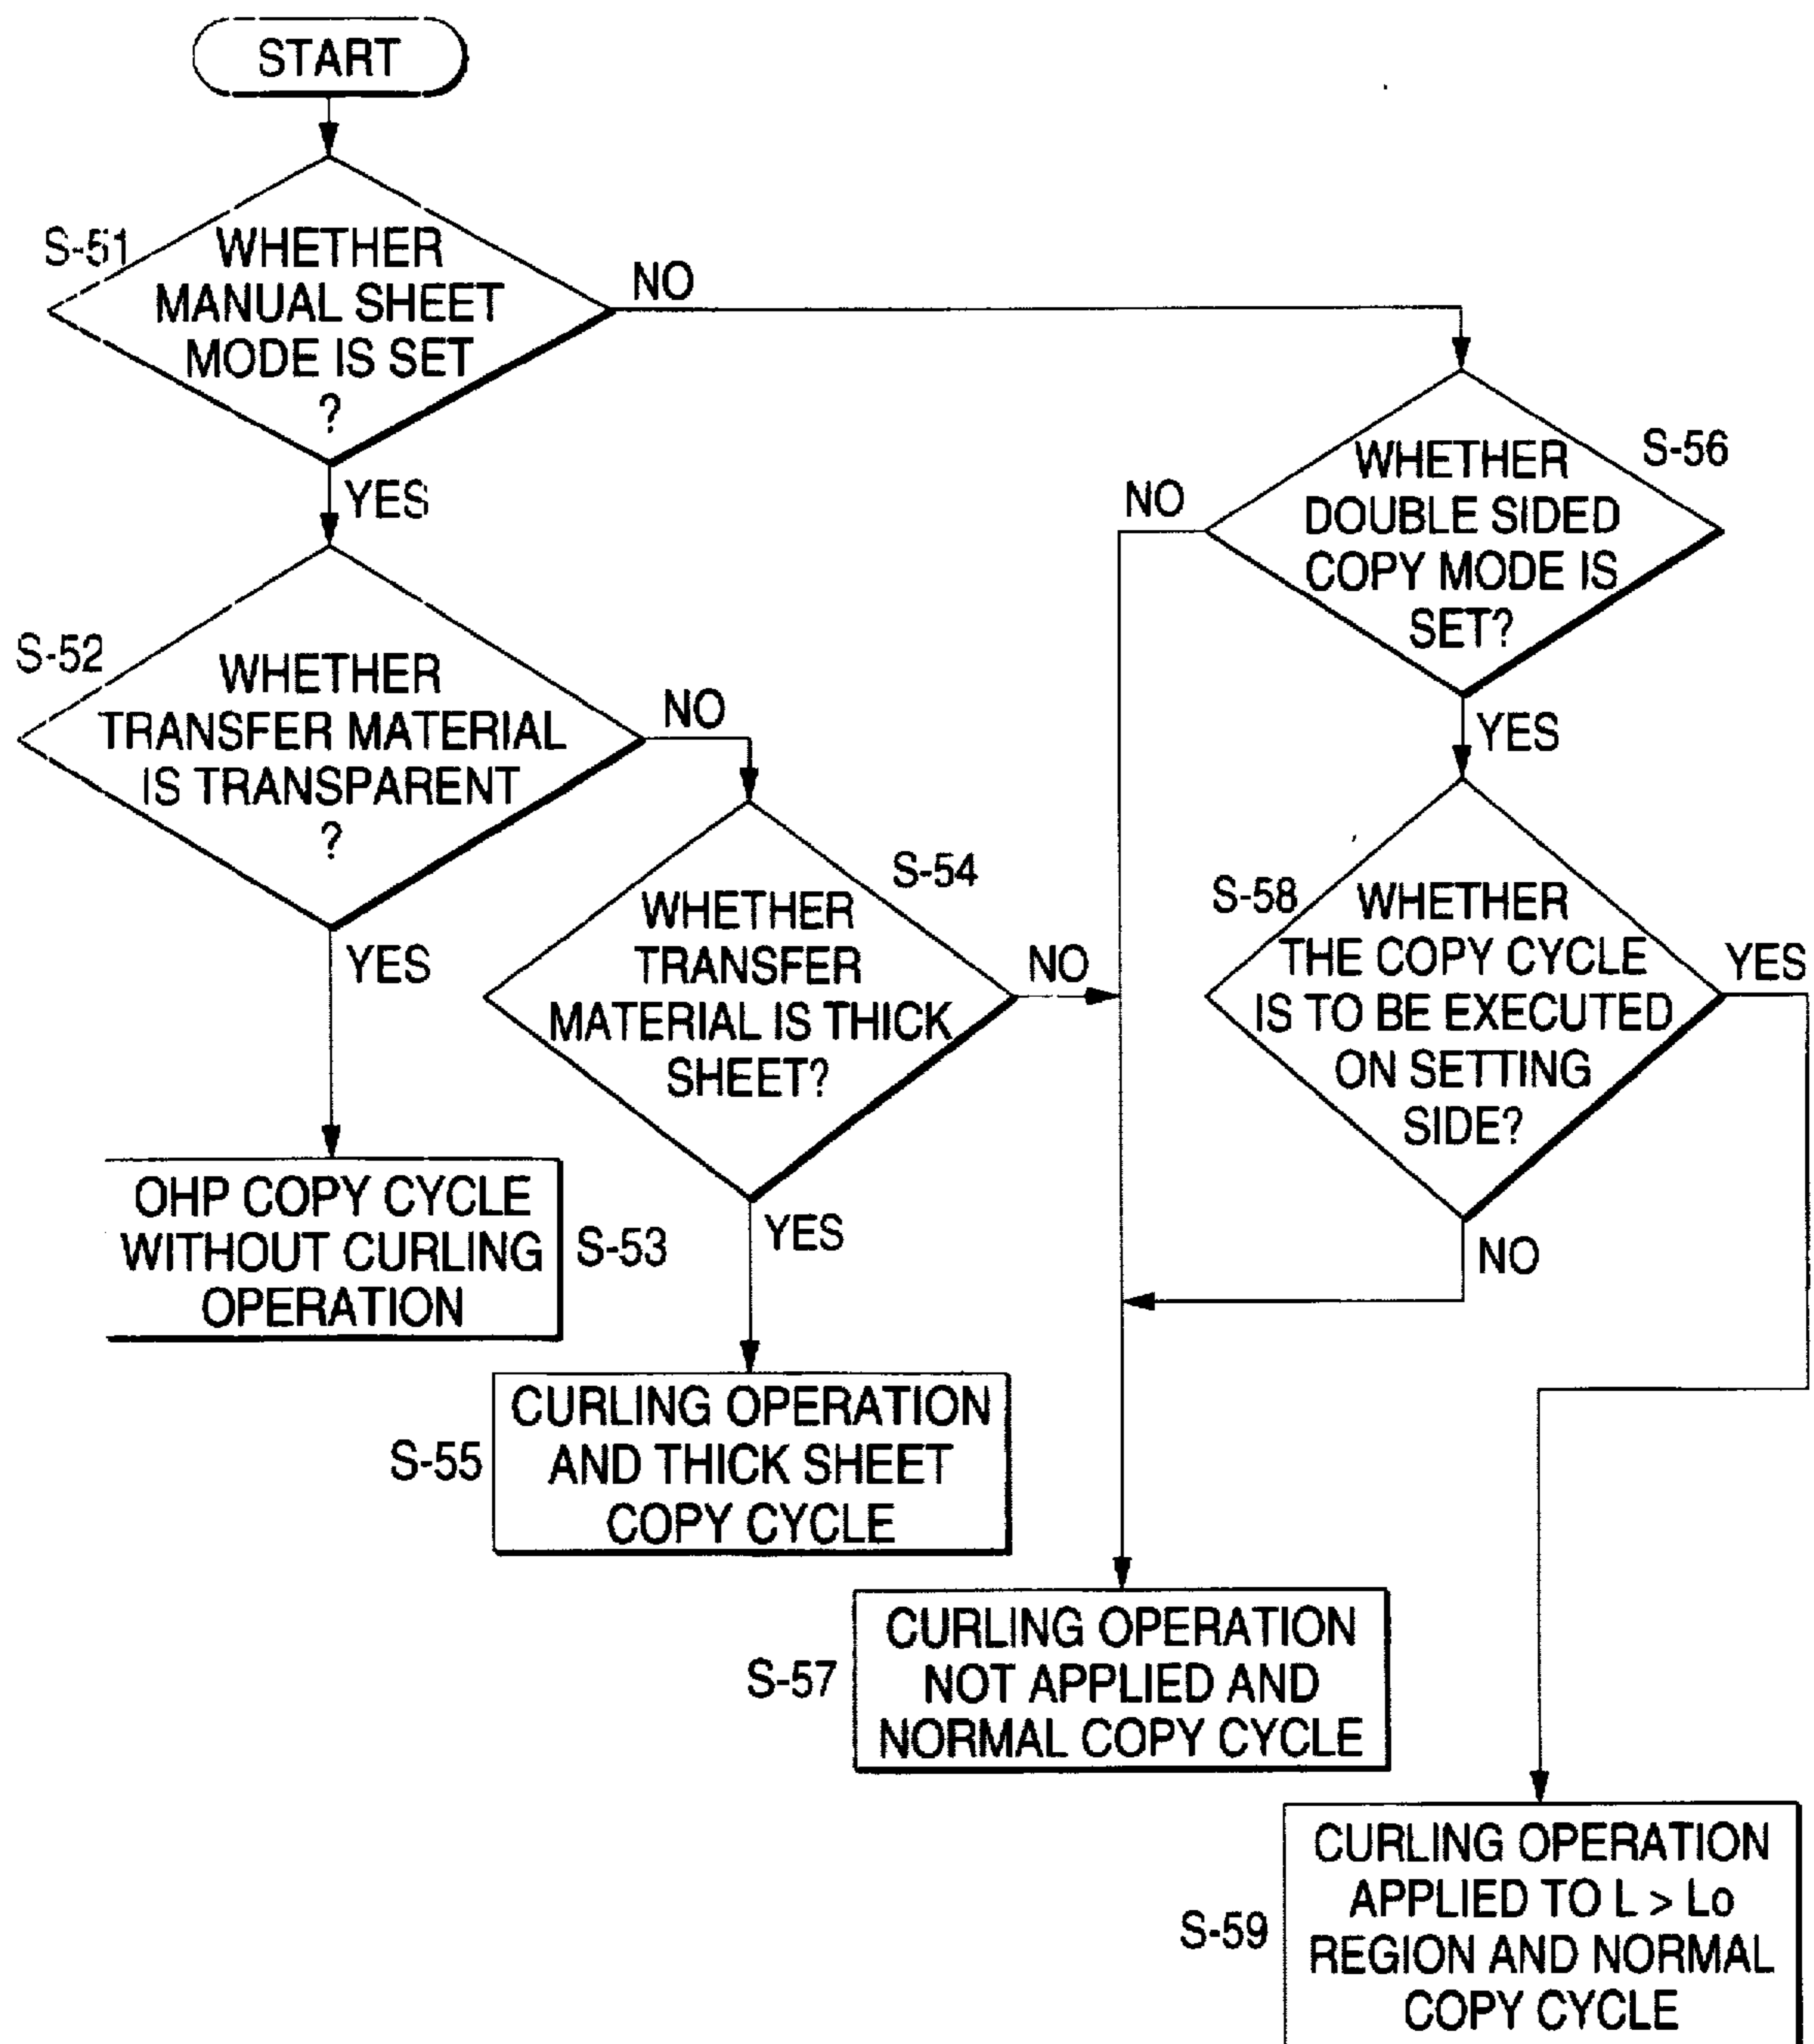 START
S-51
WHETHER
MANUAL SHEET
MODE IS SET
?
NO
YES
S-56
WHETHER
DOUBLE SIDED
COPY MODE IS
SET?
NO
YES
S-52
WHETHER
TRANSFER MATERIAL
IS TRANSPARENT
?
NO
YES
S-54
WHETHER
TRANSFER
MATERIAL IS THICK
SHEET?
NO
YES
S-58
WHETHER
THE COPY CYCLE
IS TO BE EXECUTED
ON SETTING
SIDE?
YES
NO
OHP COPY CYCLE
WITHOUT CURLING
OPERATION
S-53
S-55
CURLING OPERATION
AND THICK SHEET
COPY CYCLE
S-57
CURLING OPERATION
NOT APPLIED AND
NORMAL COPY CYCLE
S-59
CURLING OPERATION
APPLIED TO L > Lo
REGION AND NORMAL
COPY CYCLE